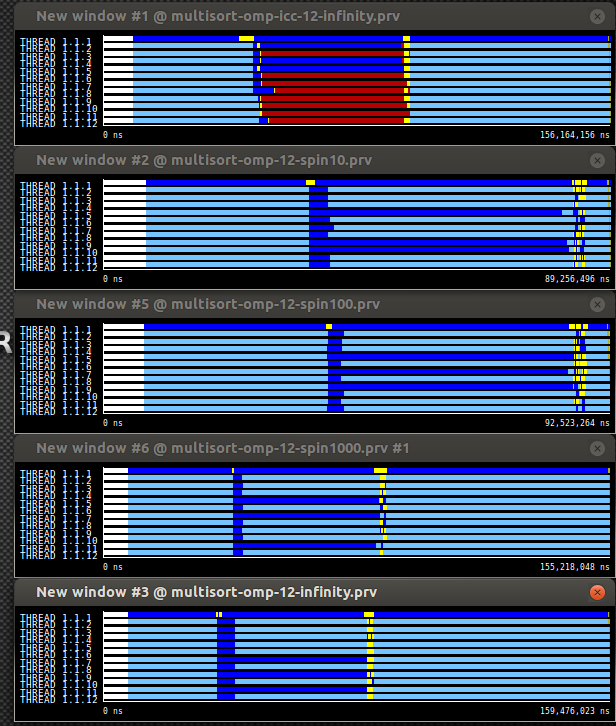 New window #1 @ multisort-omp-icc-12-infinity.prv
THREAD 1.1.1
THREAD 1.1.2
THREAD 1.1.3
THREAD 1.1.4
THREAD 1.1.5
THREAD 1.1.6
THREAD 1.1.7
THREAD 1.1.8
THREAD 1.1.9
THREAD 1.1.10
THREAD 1.1.11
THREAD 1.1.12
0 ns 156,164,156 ns
New window #2 @ multisort-omp-12-spin10.prv
THREAD 1.1.1
THREAD 1.1.2
THREAD 1.1.3
THREAD 1.1.4
THREAD 1.1.5
THREAD 1.1.6
THREAD 1.1.7
THREAD 1.1.8
THREAD 1.1.9
THREAD 1.1.10
THREAD 1.1.11
THREAD 1.1.12
0 ns 89,256,496 ns
New window #5 @ multisort-omp-12-spin100.prv
R
THREAD 1.1.1
THREAD 1.1.2
THREAD 1.1.3
THREAD 1.1.4
THREAD 1.1.5
THREAD 1.1.6
THREAD 1.1.7
THREAD 1.1.8
THREAD 1.1.9
THREAD 1.1.10
THREAD 1.1.11
THREAD 1.1.12
0 ns 92,523,264 ns
New window #6 @ multisort-omp-12-spin1000.prv #1
THREAD 1.1.1
THREAD 1.1.2
THREAD 1.1.3
THREAD 1.1.4
THREAD 1.1.5
THREAD 1.1.6
THREAD 1.1.7
THREAD 1.1.8
THREAD 1.1.9
THREAD 1.1.10
THREAD 1.1.11
THREAD 1.1.12
0 ns 155,218,048 ns
New window #3 @ multisort-omp-12-infinity.prv
THREAD 1.1.1
THREAD 1.1.2
THREAD 1.1.3
THREAD 1.1.4
THREAD 1.1.5
THREAD 1.1.6
THREAD 1.1.7
THREAD 1.1.8
THREAD 1.1.9
THREAD 1.1.10
THREAD 1.1.11
THREAD 1.1.12
0 ns 159,476,023 ns